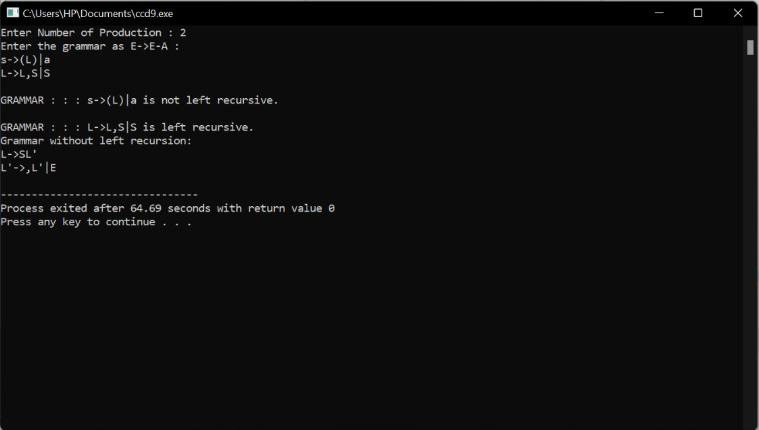 C:\Users\HP\Documents\ccd9.exe
Enter Number of Production : 2
Enter the grammar as E->E-A :
s->(L)|a
L->L,S|S
GRAMMAR : : : s->(L)|a is not left recursive.
GRAMMAR : : : L->L,S|S is left recursive.
Grammar without left recursion:
L->SL'
L'->,L'|E
--------------------------------
Process exited after 64.69 seconds with return value 0
Press any key to continue . . .